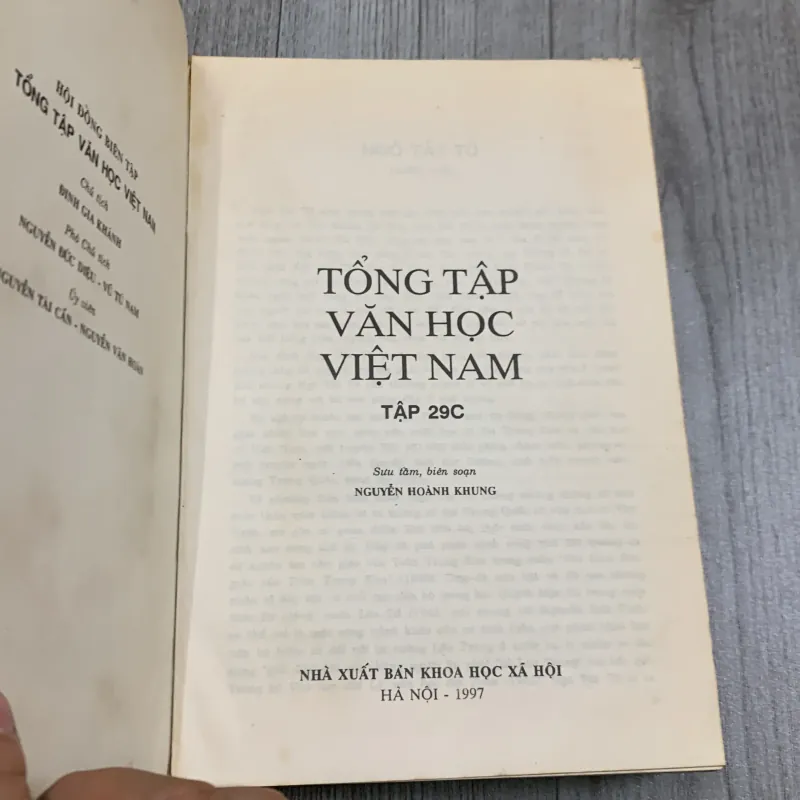 HỘI ĐỒNG BIÊN TẬP
TỔNG TẬP VĂN HỌC VIỆT NAM
Chủ tịch
ĐINH GIA KHÁNH
Phó Chủ tịch
NGUYỄN ĐỨC DIỆU - VŨ TÚ NAM
Ủy viên
NGUYỄN TÀI CẨN - NGUYỄN VĂN HOÀN
TỔNG TẬP
VĂN HỌC
VIỆT NAM
TẬP 29C
Sưu tầm, biên soạn
NGUYỄN HOÀNH KHUNG
NHÀ XUẤT BẢN KHOA HỌC XÃ HỘI
HÀ NỘI - 1997